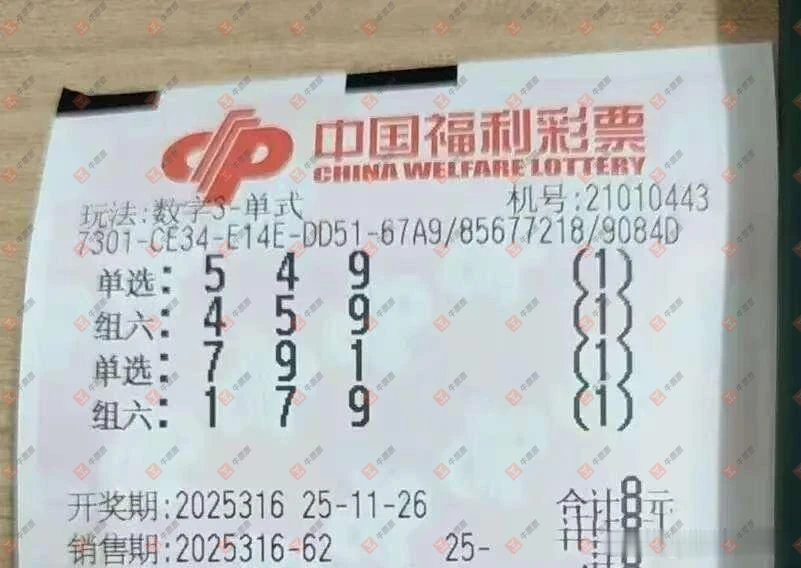 中国福利彩票
CHINA WELFARE LOTTERY
玩法:数字3-单式 机号:21010443
7301-CE34-E14E-DD51-67A9/85677218/9084D
单选: 5 4 9 (1)
组六: 4 5 9 (1)
单选: 7 9 1 (1)
组六: 1 7 9 (1)
开奖期:2025316 25-11-26 合计8元
销售期:2025316-62 25-